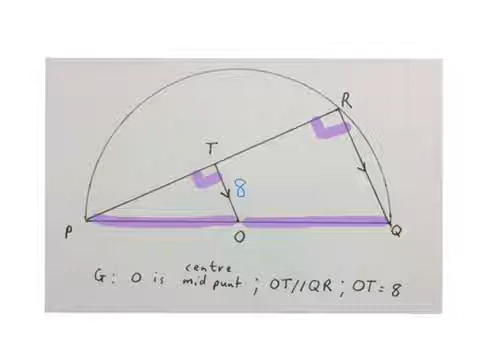 R
T
8
P
O
Q
centre
G: O is mid punt ; OT//QR ; OT = 8